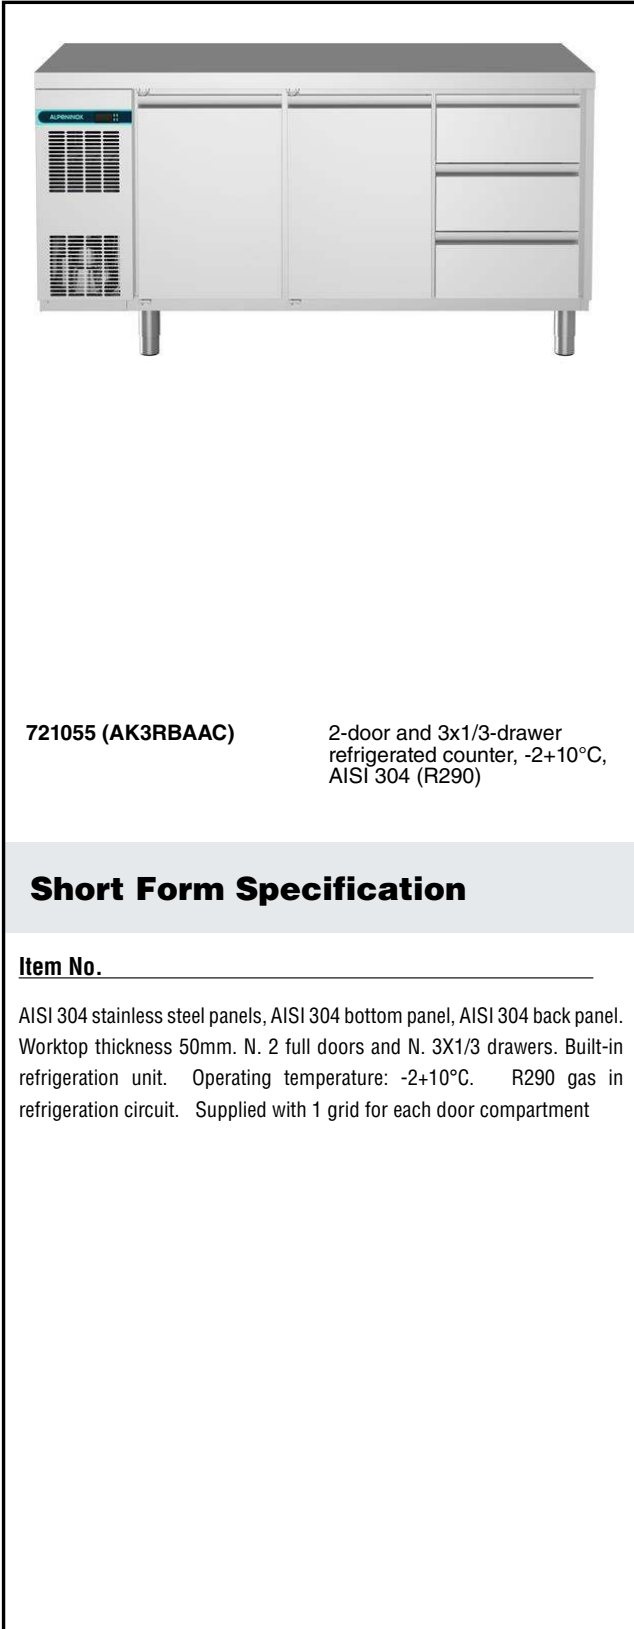 ALPENINOX
721055 (AK3RBAAC)
2-door and 3x1/3-drawer
refrigerated counter, -2+10°C,
AISI 304 (R290)
Short Form Specification
Item No.
AISI 304 stainless steel panels, AISI 304 bottom panel, AISI 304 back panel.
Worktop thickness 50mm. N. 2 full doors and N. 3X1/3 drawers. Built-in
refrigeration unit. Operating temperature: -2+10°C. R290 gas in
refrigeration circuit. Supplied with 1 grid for each door compartment